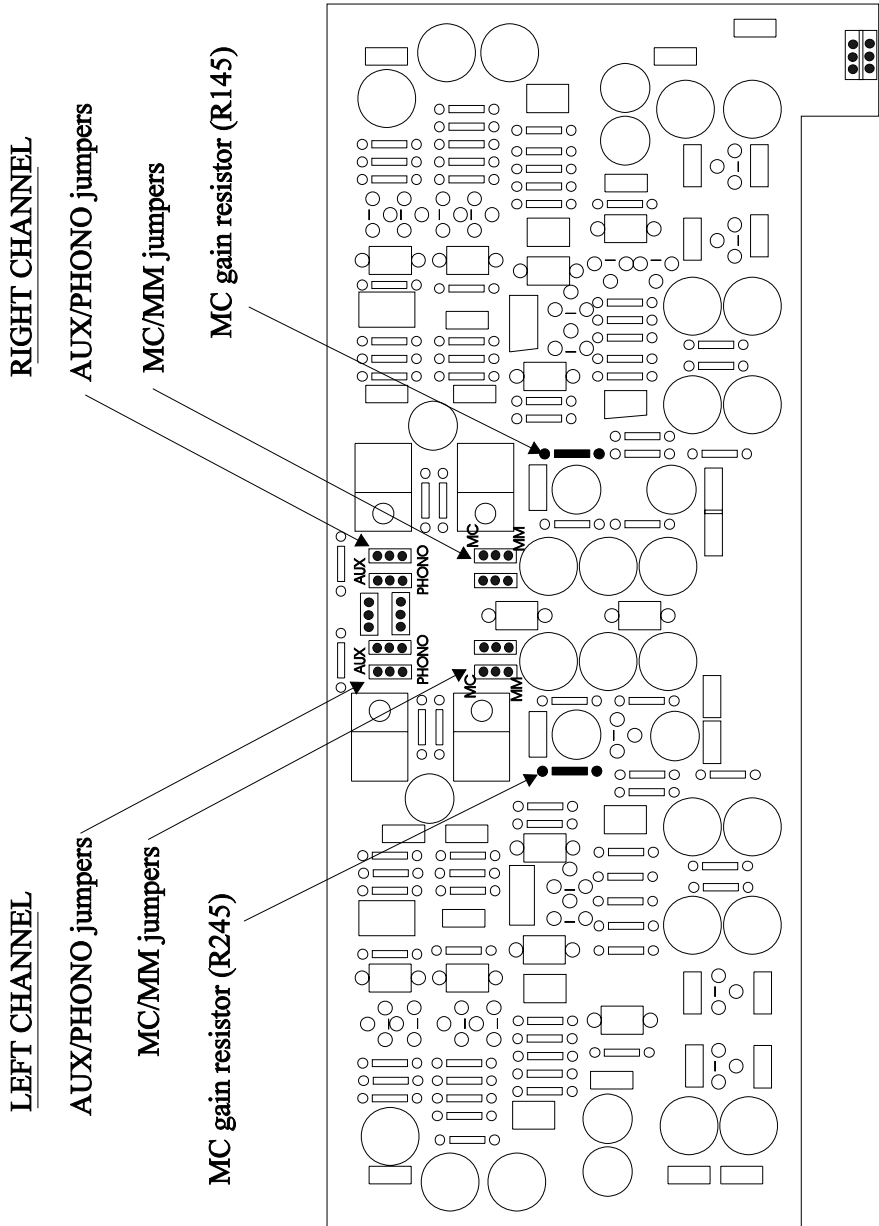 LEFT CHANNEL
AUX/PHONO jumpers
MC/MM jumpers
MC gain resistor (R245)
RIGHT CHANNEL
AUX/PHONO jumpers
MC/MM jumpers
MC gain resistor (R145)
AUX
PHONO
AUX
PHONO
MC
MM
MC
MM